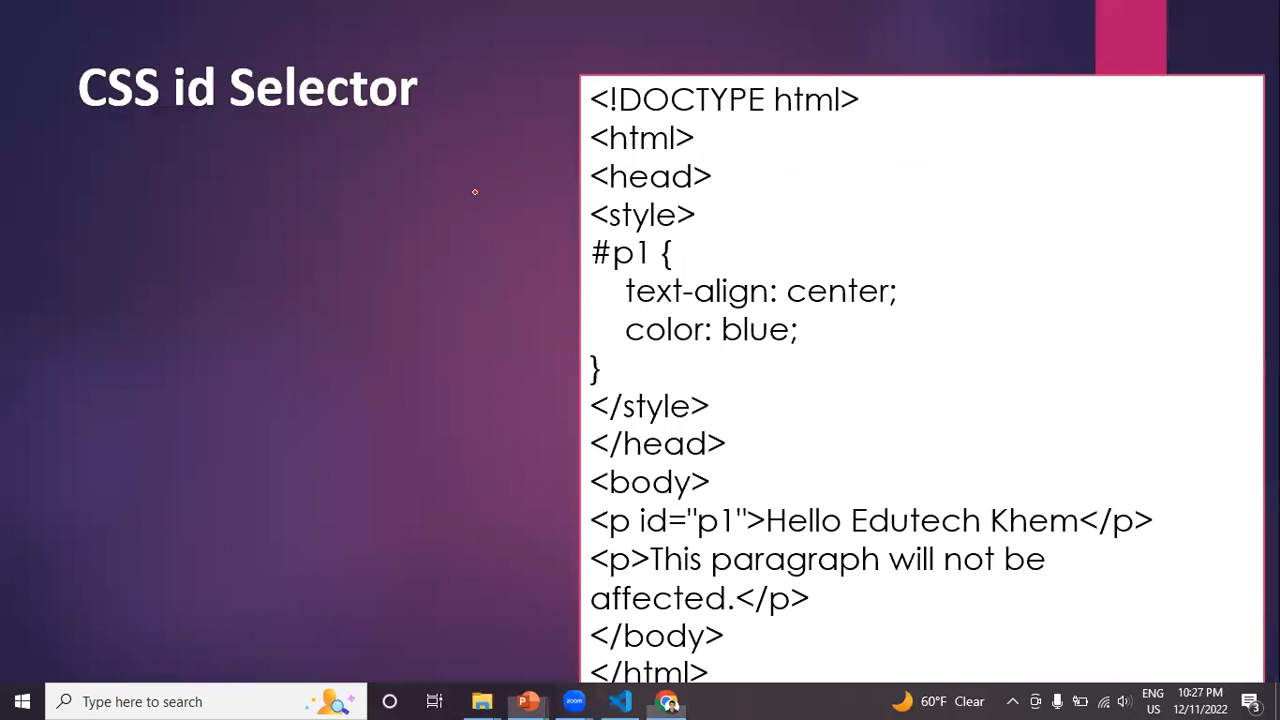 CSS id Selector
<!DOCTYPE html>
<html>
<head>
<style>
#p1 {
text-align: center;
color: blue;
}
</style>
</head>
<body>
<p id="p1">Hello Edutech Khem</p>
<p>This paragraph will not be
affected.</p>
</body>
</html>
Type here to search
zoom
60°F Clear
ENG
US
10:27 PM
12/11/2022
3